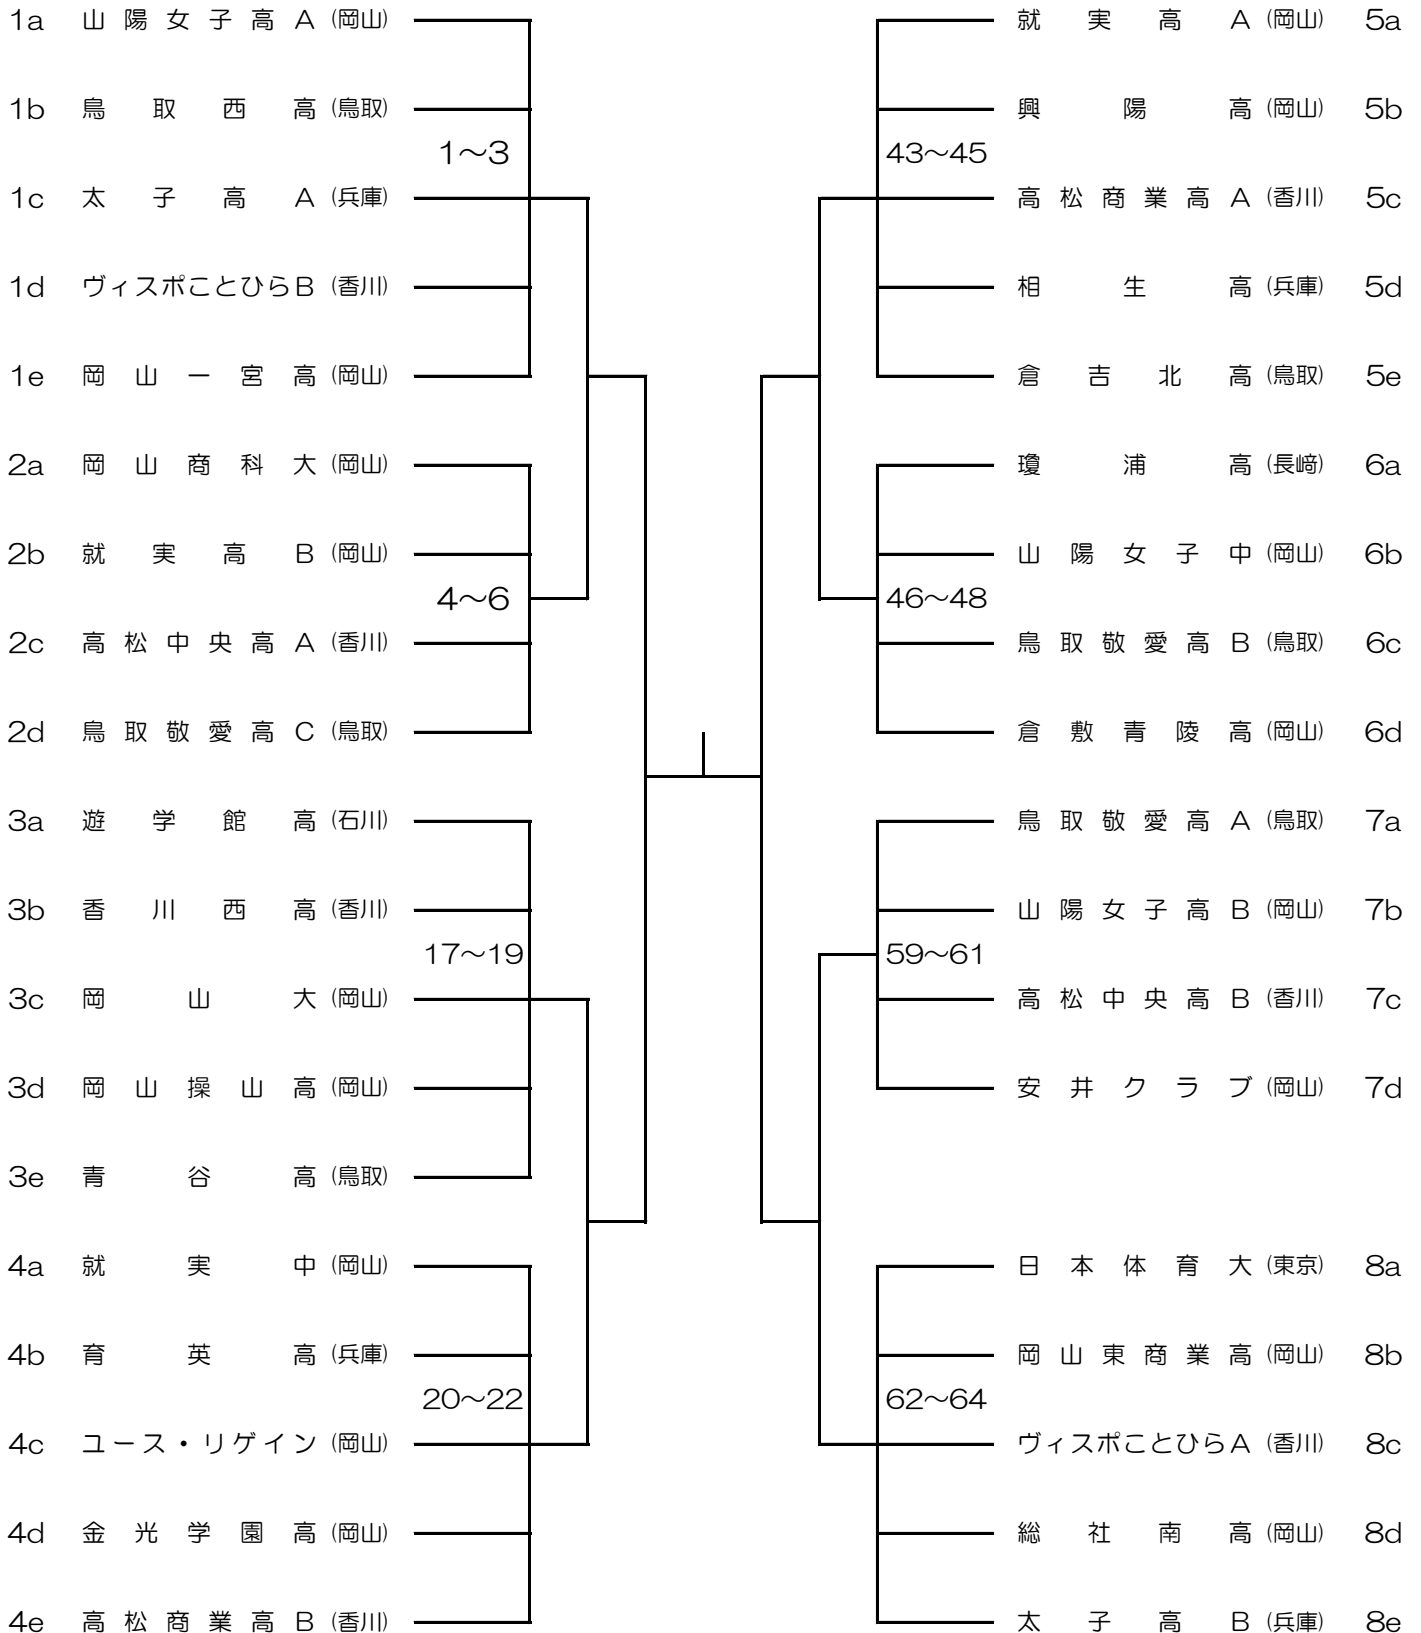 1a 山陽女子高A (岡山)
1b 鳥取西高 (鳥取)
1～3
1c 太子高A (兵庫)
1d ヴィスポことひらB (香川)
1e 岡山一宮高 (岡山)
2a 岡山商科大 (岡山)
2b 就実高B (岡山)
4～6
2c 高松中央高A (香川)
2d 鳥取敬愛高C (鳥取)
3a 遊学館高 (石川)
3b 香川西高 (香川)
17～19
3c 岡山大 (岡山)
3d 岡山操山高 (岡山)
3e 青谷高 (鳥取)
4a 就実中 (岡山)
4b 育英高 (兵庫)
20～22
4c ユース・リゲイン (岡山)
4d 金光学園高 (岡山)
4e 高松商業高B (香川)
就実高A (岡山) 5a
興陽高 (岡山) 5b
43～45
高松商業高A (香川) 5c
相生高 (兵庫) 5d
倉吉北高 (鳥取) 5e
瓊浦高 (長崎) 6a
山陽女子中 (岡山) 6b
46～48
鳥取敬愛高B (鳥取) 6c
倉敷青陵高 (岡山) 6d
鳥取敬愛高A (鳥取) 7a
山陽女子高B (岡山) 7b
59～61
高松中央高B (香川) 7c
安井クラブ (岡山) 7d
日本体育大 (東京) 8a
岡山東商業高 (岡山) 8b
62～64
ヴィスポことひらA (香川) 8c
総社南高 (岡山) 8d
太子高B (兵庫) 8e